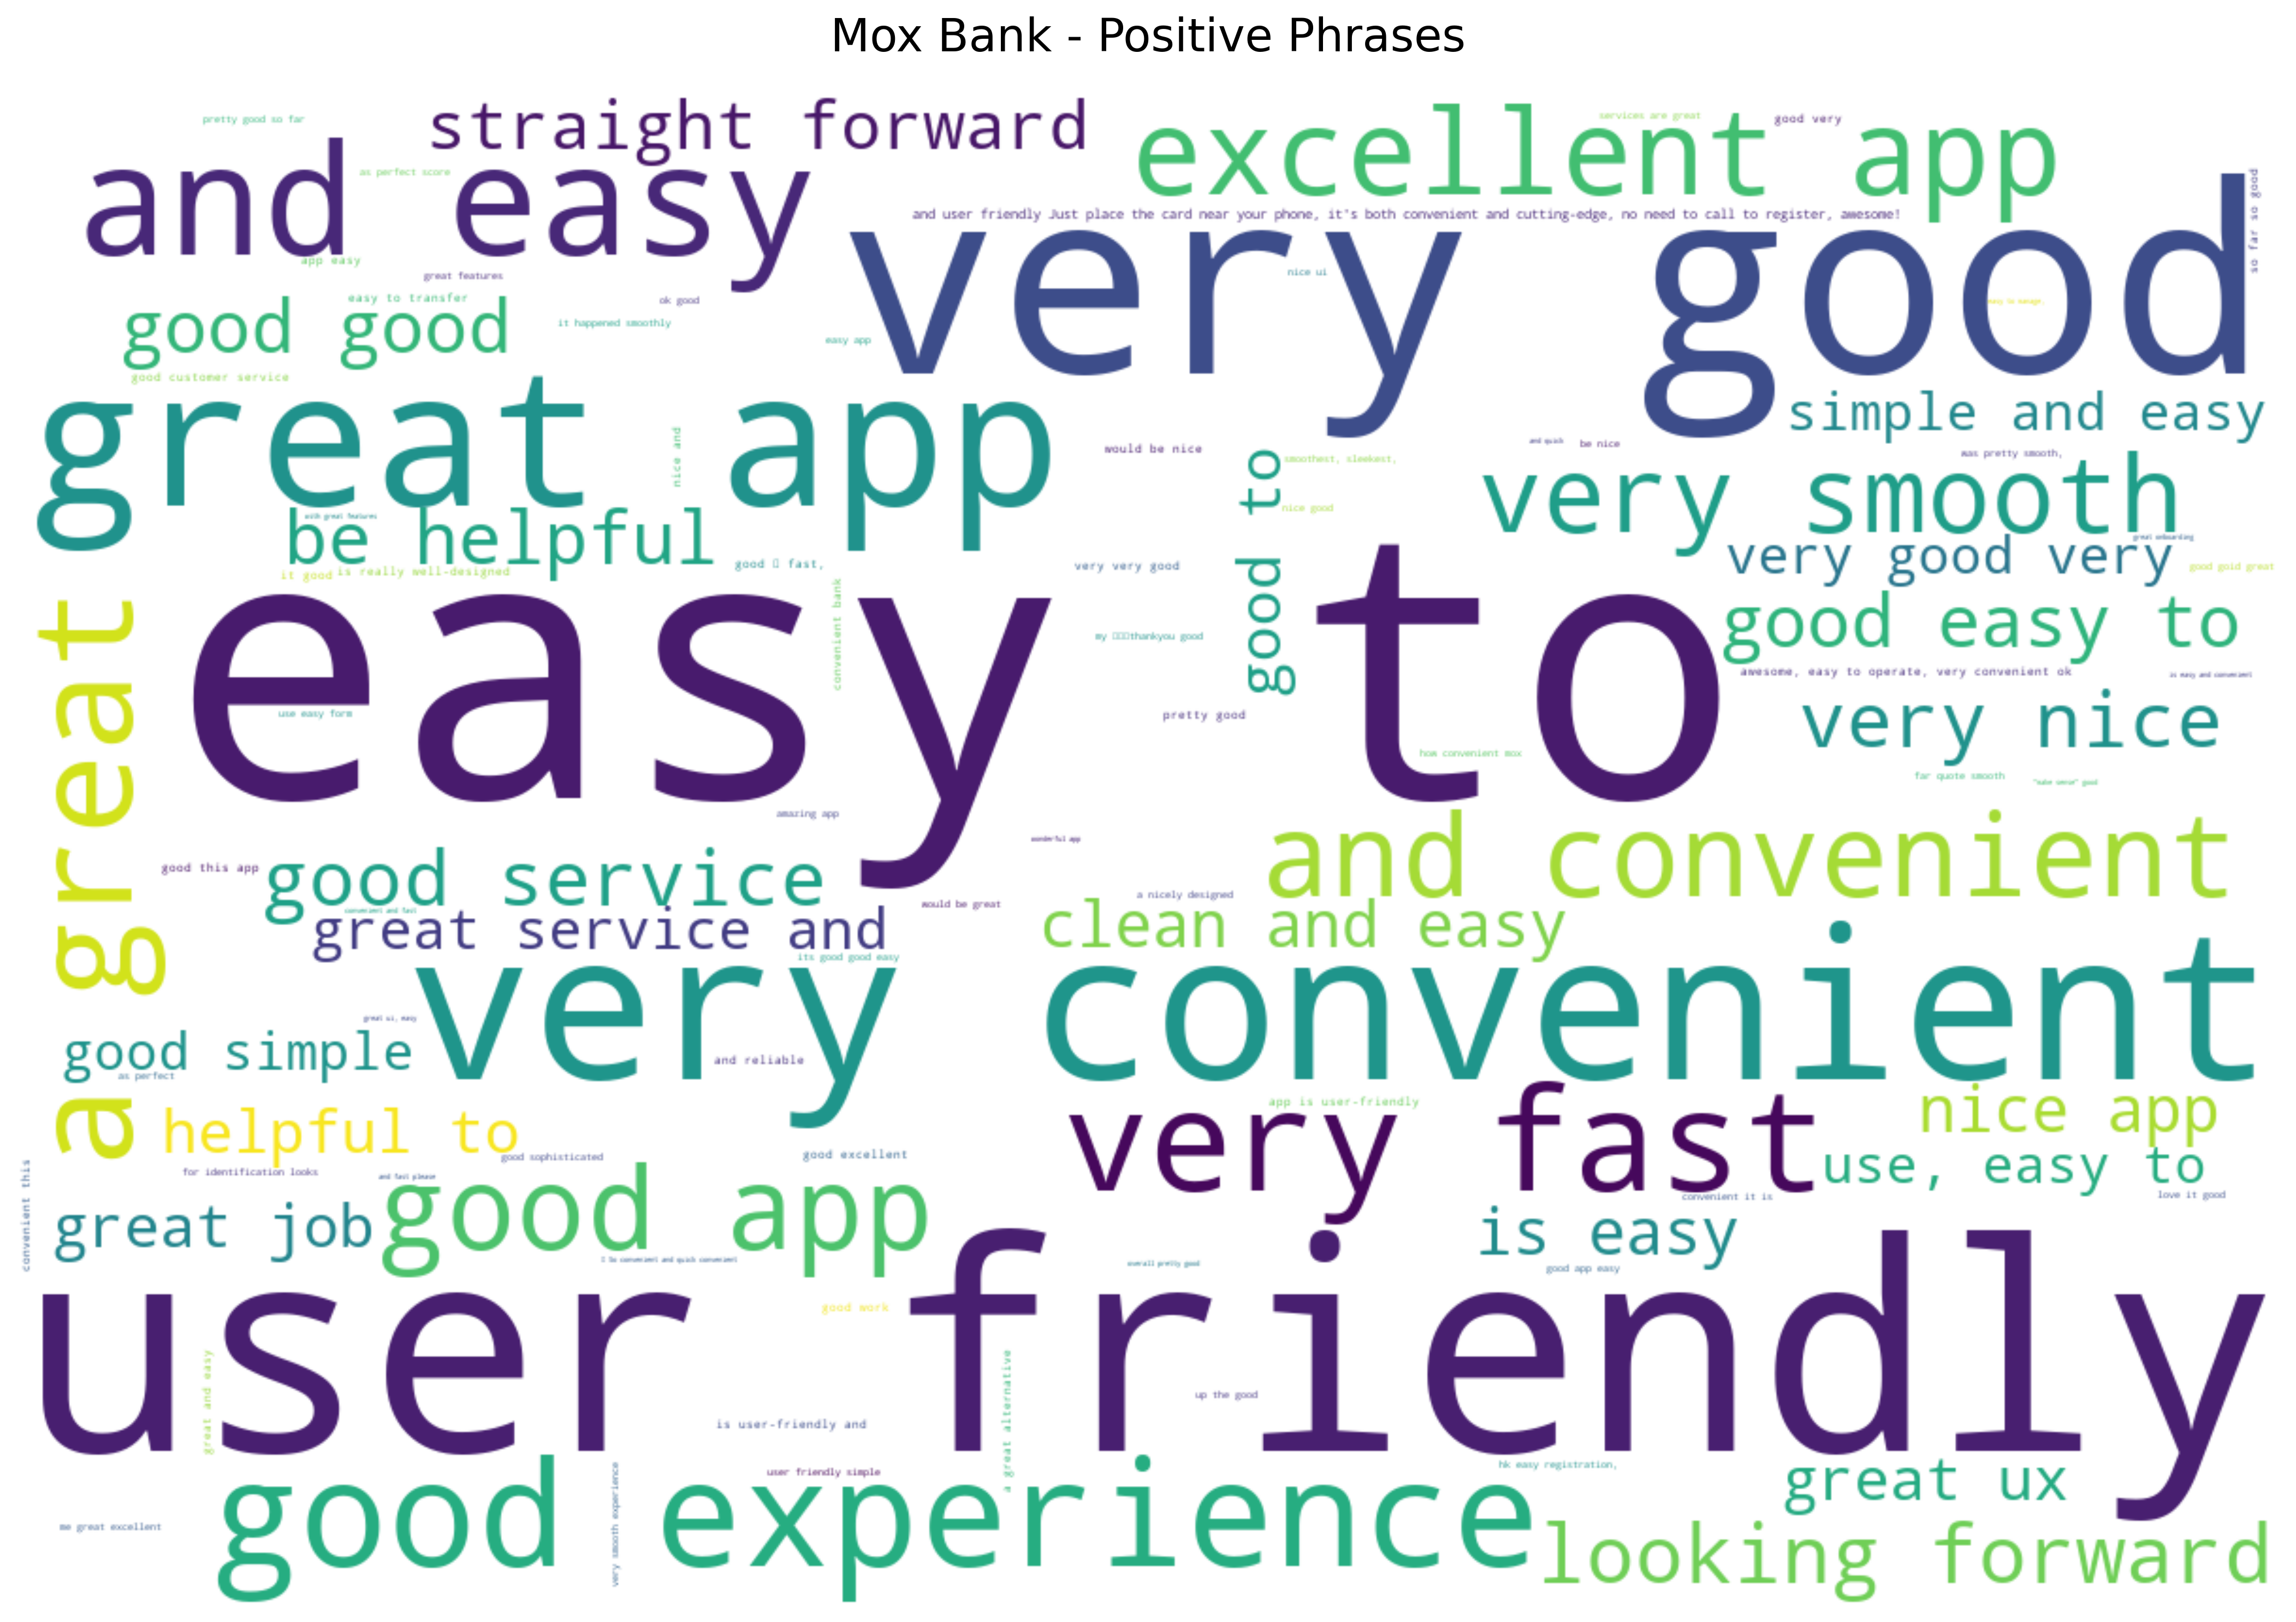 Mox Bank - Positive Phrases
straight forward
excellent app
services are great
good very
pretty good so far
and easy
as perfect score
very good
so far so good
and user friendly Just place the card near your phone, it's both convenient and cutting-edge, no need to call to register, awesome!
app easy
great features
nice ui
good good
easy to transfer
ok good
it happened smoothly
easy app
good customer service
great app
simple and easy
nice and
would be nice
good to
smoothest, sleekest,
and quick
be nice
was pretty smooth,
very smooth
nice good
with great features
be helpful
great onboarding
very good very
good goid great
it good
is really well-designed
good
fast,
very very good
convenient bank
a great
easy to
my
thankyou good
good easy to
awesome, easy to operate, very convenient ok
is easy and convenient
use easy form
pretty good
very nice
how convenient mox
far quote smooth
amazing app
wonderful app
and convenient
good this app
good service
convenient and fast
would be great
a nicely designed
great service and
clean and easy
its good good easy
very convenient
great ui, easy
good simple
and reliable
as perfect
app is user-friendly
very fast
nice app
helpful to
good sophisticated
good excellent
use, easy to
for identification looks
and fast please
convenient this
convenient it is
love it good
great job
good app
is easy
So convenient and quick convenient
overall pretty good
good app easy
user friendly
good work
great and easy
a great alternative
up the good
is user-friendly and
good experience
user friendly simple
very smooth experience
hk easy registration,
great ux
me great excellent
looking forward